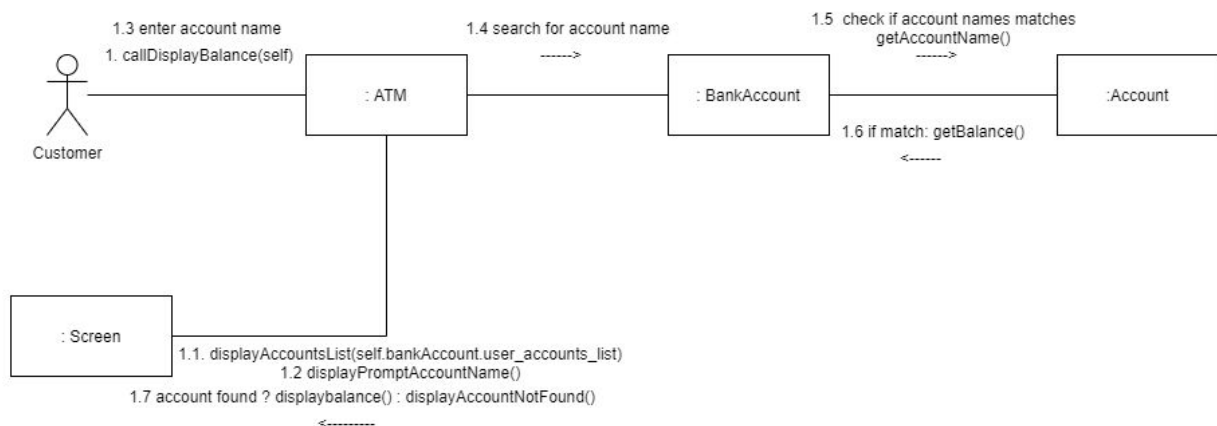 1.3 enter account name
1. callDisplayBalance(self)
1.4 search for account name
------>
1.5 check if account names matches
getAccountName()
------>
: ATM
: BankAccount
:Account
Customer
1.6 if match: getBalance()
<------
: Screen
1.1. displayAccountsList(self.bankAccount.user_accounts_list)
1.2 displayPromptAccountName()
1.7 account found ? displaybalance() : displayAccountNotFound()
<---------